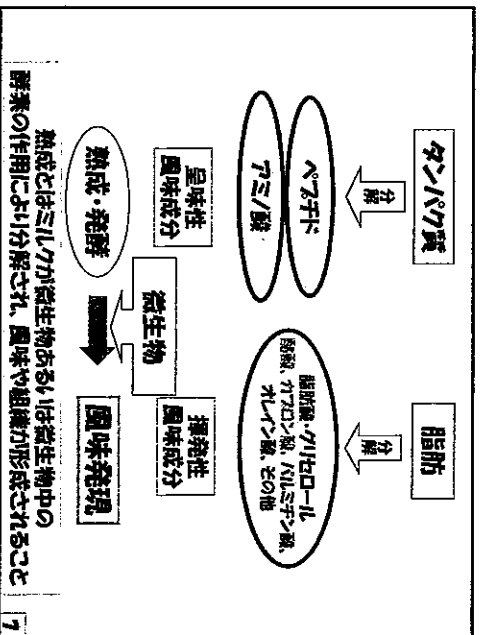 タンパク質
脂肪
分解
分解
ペプチド
アミノ酸
脂肪酸・グリセロール
酪酸、カプロン酸、パルミチン酸、
オレイン酸、その他
呈味性
風味成分
揮発性
風味成分
微生物
熟成・発酵
風味発現
熟成とはミルクが微生物あるいは微生物中の
酵素の作用により分解され、風味や組織が形成されること
7